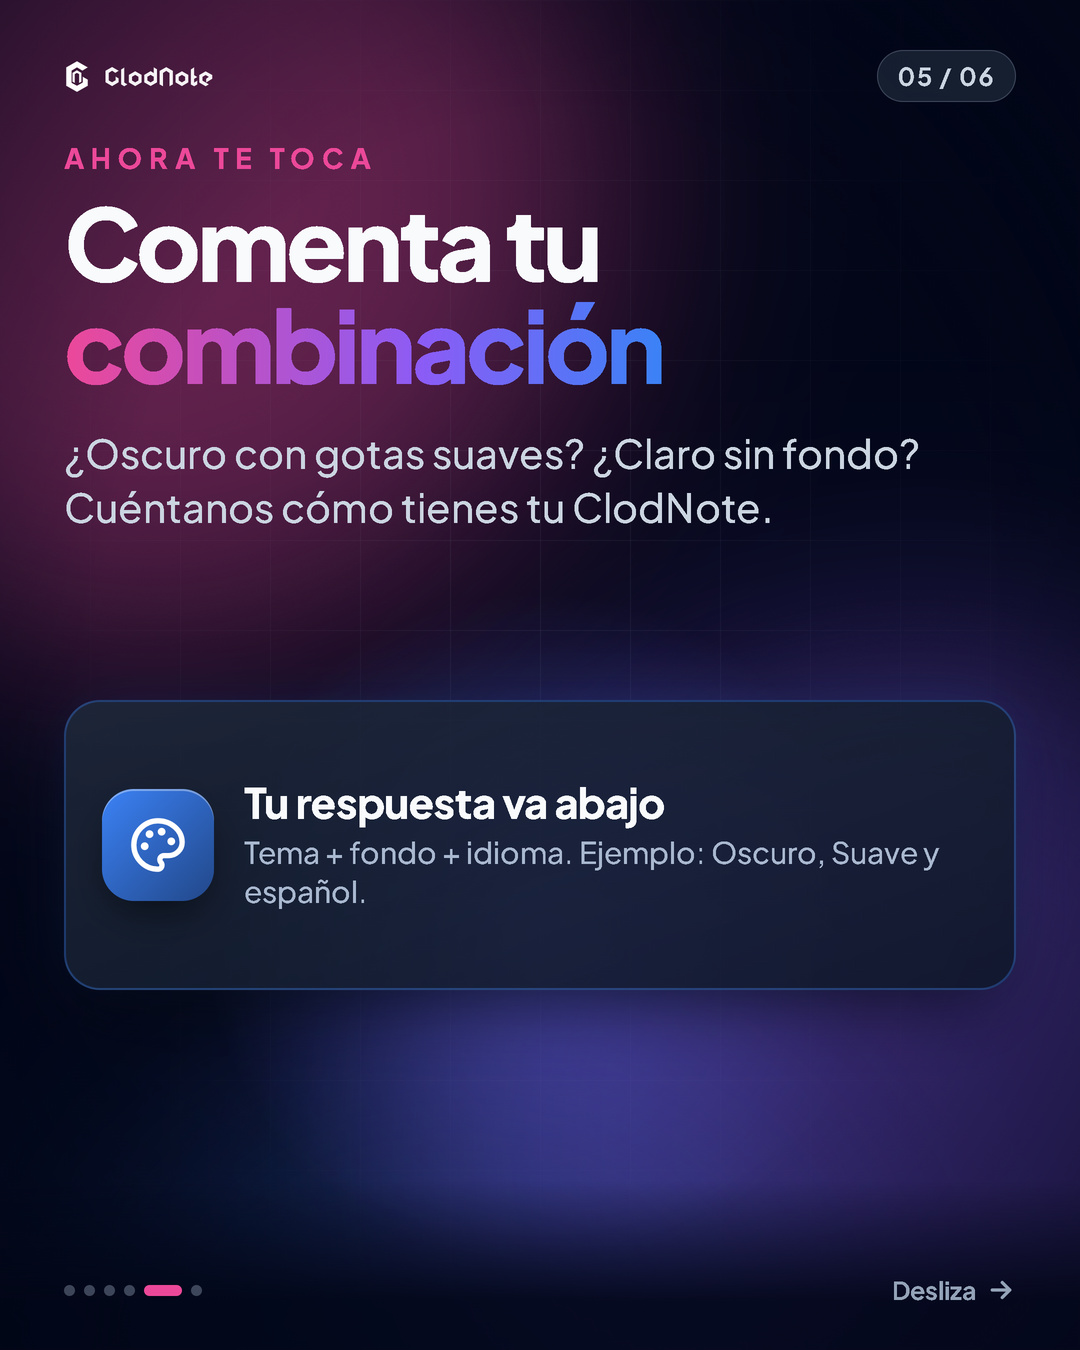 ClodNote
05 / 06
AHORA TE TOCA
Comenta tu
combinación
¿Oscuro con gotas suaves? ¿Claro sin fondo?
Cuéntanos cómo tienes tu ClodNote.
Tu respuesta va abajo
Tema + fondo + idioma. Ejemplo: Oscuro, Suave y
español.
Desliza →